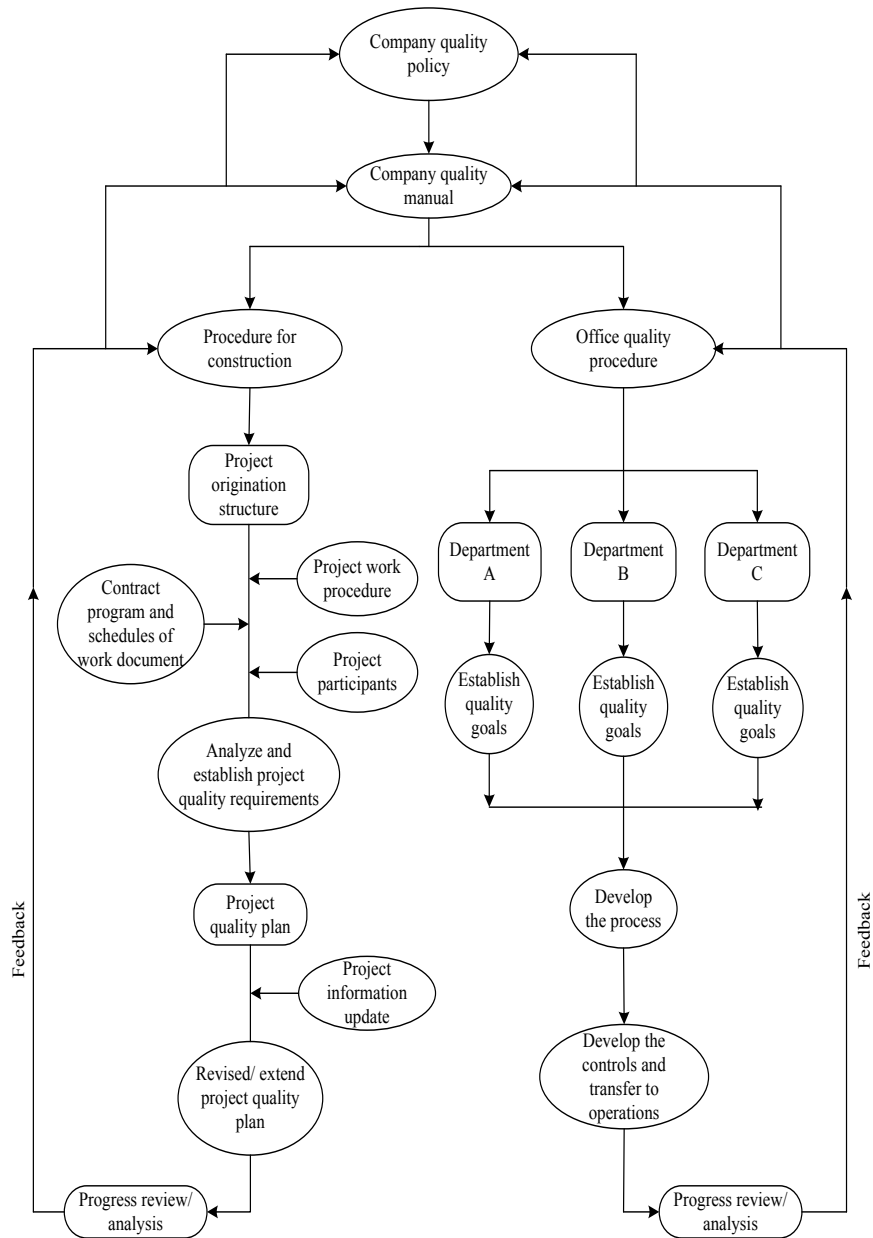 Company quality
policy
Company quality
manual
Procedure for
construction
Office quality
procedure
Project
origination
structure
Project work
procedure
Contract
program and
schedules of
work document
Project
participants
Analyze and
establish project
quality requirements
Project
quality plan
Project
information
update
Revised/ extend
project quality
plan
Progress review/
analysis
Feedback
Department
A
Department
B
Department
C
Establish
quality
goals
Establish
quality
goals
Establish
quality
goals
Develop
the process
Develop the
controls and
transfer to
operations
Progress review/
analysis
Feedback